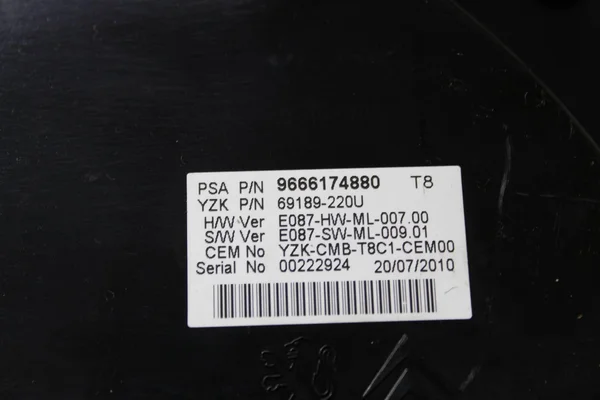 PSA P/N 9666174880 T8
YZK P/N 69189-220U
H/W Ver E087-HW-ML-007.00
S/W Ver E087-SW-ML-009.01
CEM No YZK-CMB-T8C1-CEM00
Serial No 00222924 20/07/2010